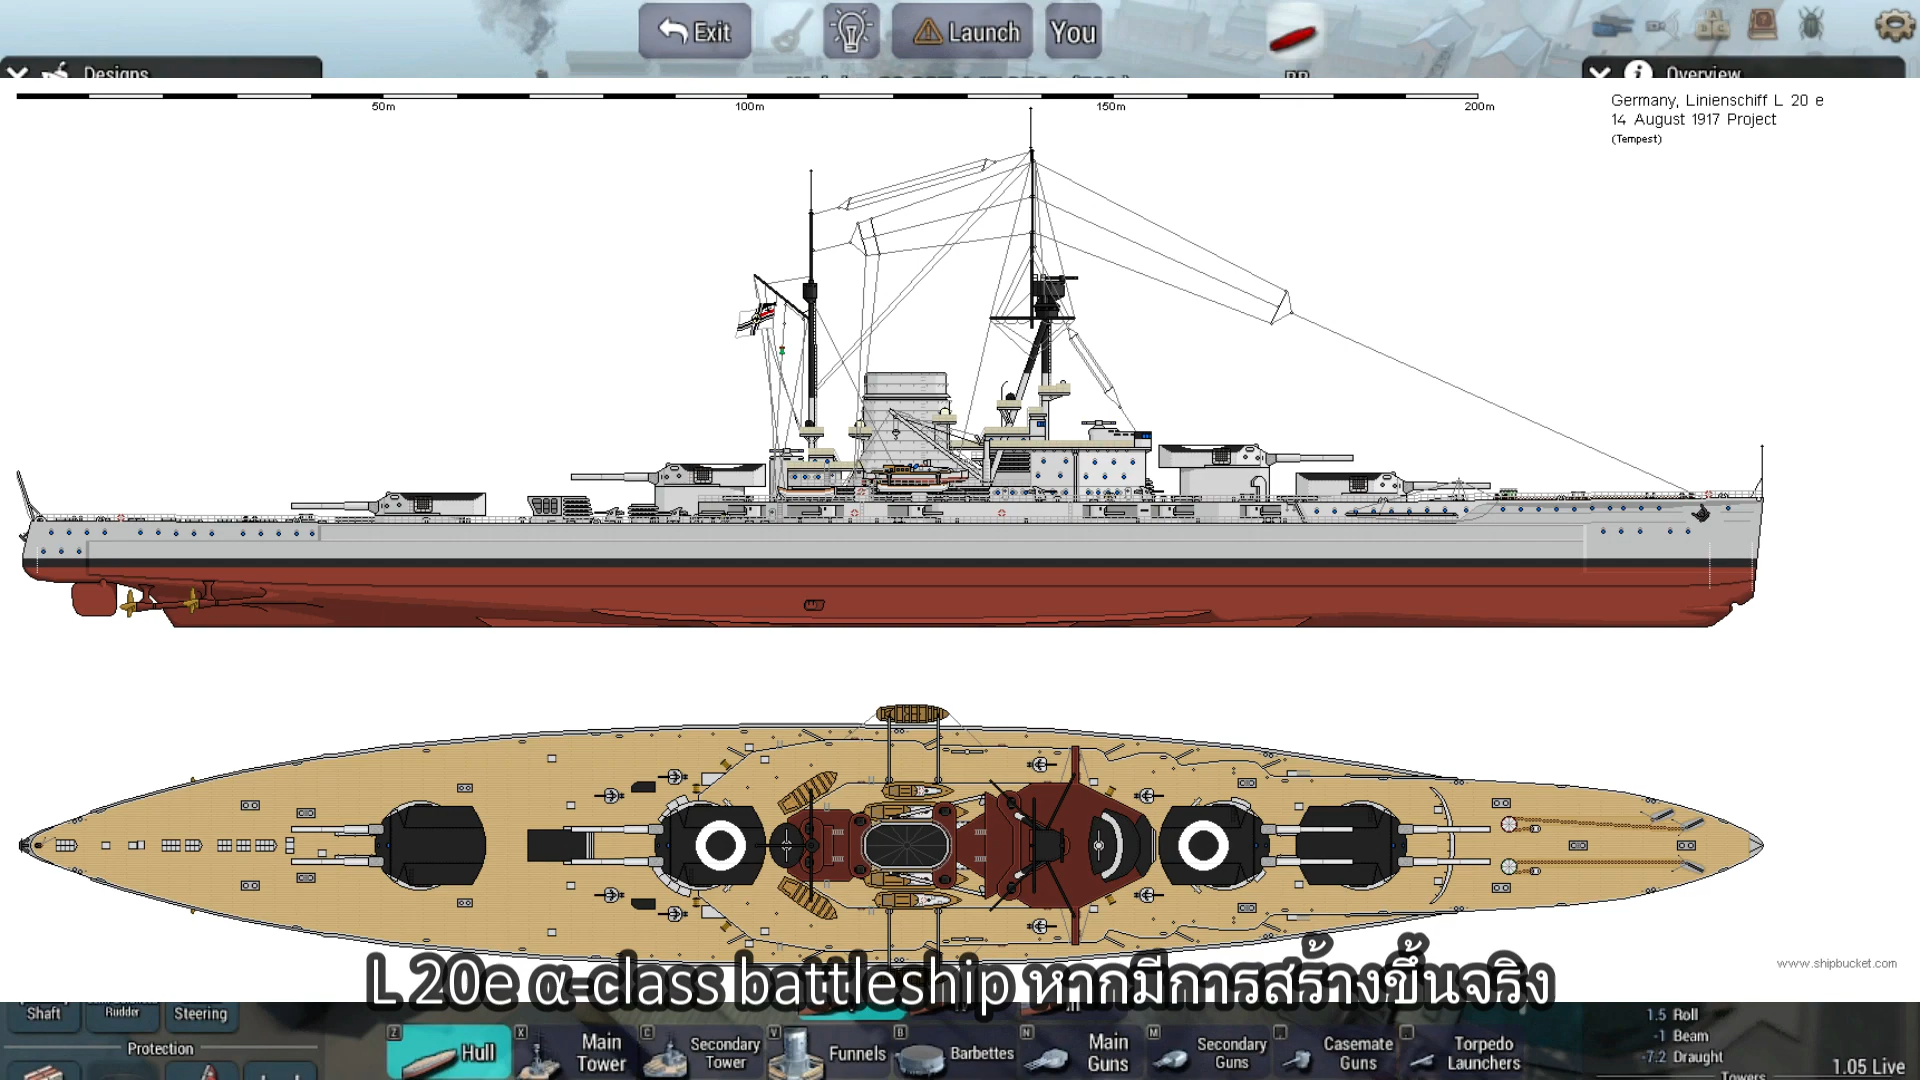 Exit
Launch
You
Designs
Overview
50m
100m
150m
200m
Germany, Linienschiff L 20 e
14 August 1917 Project
(Tempest)
www.shipbucket.com
L 20e α-class battleship หากมีการสร้างขึ้นจริง
Shaft
Rudder
Steering
Protection
Z
Hull
X
Main Tower
C
Secondary Tower
V
Funnels
B
Barbettes
N
Main Guns
M
Secondary Guns
Casemate Guns
Torpedo Launchers
1.5 Roll
-1 Beam
-7.2 Draught
Towers
1.05 Live